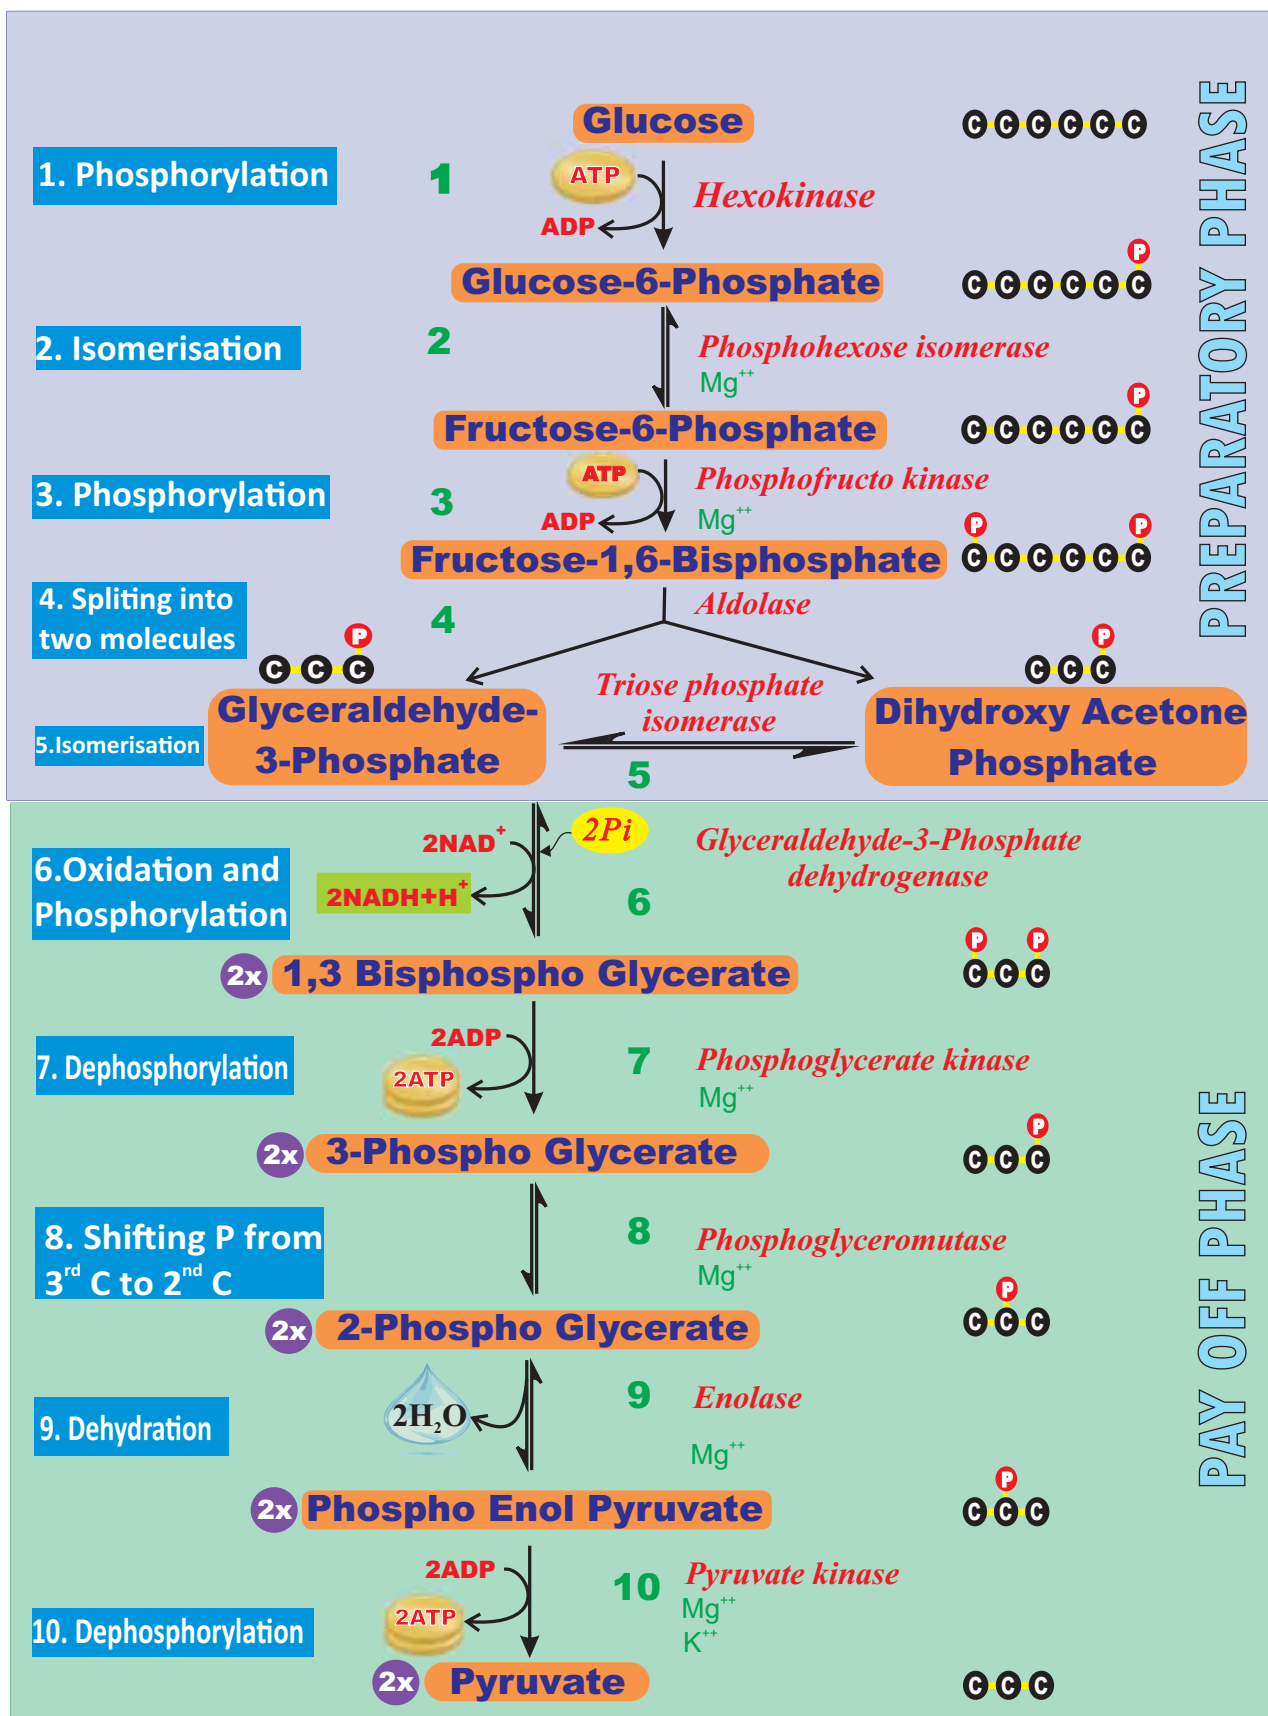 Glucose
C C C C C C
1. Phosphorylation
1
ATP
ADP
Hexokinase
P
Glucose-6-Phosphate
C C C C C C
2. Isomerisation
2
Phosphohexose isomerase
Mg++
P
Fructose-6-Phosphate
C C C C C C
3. Phosphorylation
3
ATP
ADP
Phosphofructo kinase
Mg++
P P
Fructose-1,6-Bisphosphate
C C C C C C
4. Spliting into
two molecules
4
Aldolase
P
C C C
P
C C C
Glyceraldehyde-
3-Phosphate
Triose phosphate
isomerase
Dihydroxy Acetone
Phosphate
5.Isomerisation
5
PREPARATORY PHASE
6.Oxidation and
Phosphorylation
2NAD+
2Pi
2NADH+H+
6
Glyceraldehyde-3-Phosphate
dehydrogenase
P P
2x 1,3 Bisphospho Glycerate
C C C
7. Dephosphorylation
2ADP
2ATP
7
Phosphoglycerate kinase
Mg++
P
2x 3-Phospho Glycerate
C C C
8. Shifting P from
3rd C to 2nd C
8
Phosphoglyceromutase
Mg++
P
2x 2-Phospho Glycerate
C C C
9. Dehydration
2H2O
9
Enolase
Mg++
P
2x Phospho Enol Pyruvate
C C C
10. Dephosphorylation
2ADP
2ATP
10
Pyruvate kinase
Mg++
K++
2x Pyruvate
C C C
PAY OFF PHASE